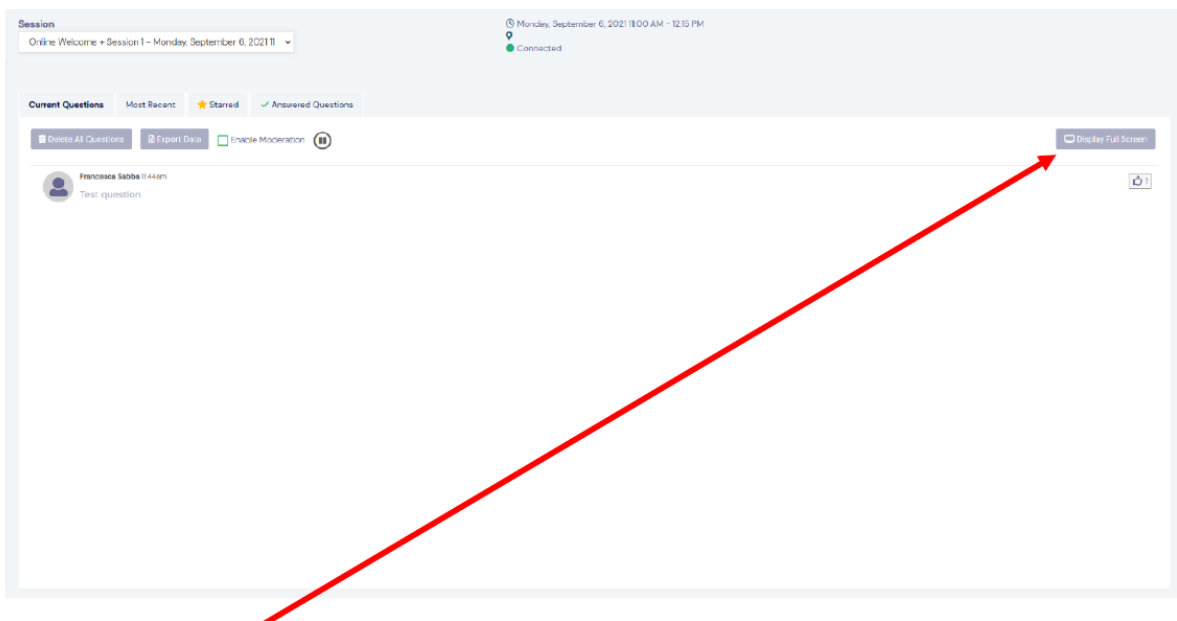 Session
Online Welcome + Session 1 - Monday, September 6, 2021 11
Monday, September 6, 2021 11:00 AM - 12:15 PM
Connected
Current Questions Most Recent Starred Answered Questions
Delete All Questions Export Data Enable Moderation Display Full Screen
Francesca Sabba 11:44am 1
Test question